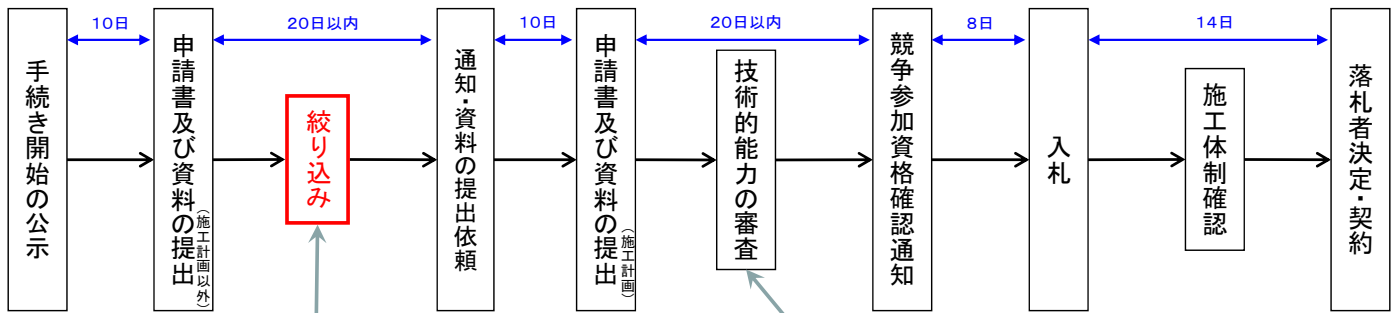 10日
20日以内
10日
20日以内
8日
14日
手続き開始の公示
申請書及び資料の提出
（施工計画以外）
絞り込み
通知・資料の提出依頼
申請書及び資料の提出
（施工計画）
技術的能力の審査
競争参加資格確認通知
入札
施工体制確認
落札者決定・契約